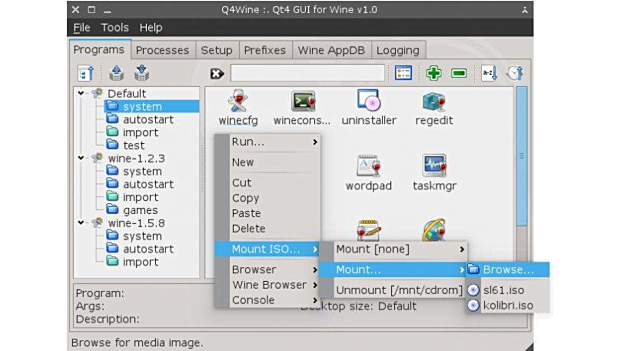 Q4Wine :. Qt4 GUI for Wine v1.0
File Tools Help
Programs Processes Setup Prefixes Wine AppDB Logging
Default
system
autostart
import
test
wine-1.2.3
system
autostart
import
games
wine-1.5.8
system
autostart
import
winecfg winecons... uninstaller regedit
wordpad taskmgr
Run...
New
Cut
Copy
Paste
Delete
Mount ISO...
Browser
Wine Browser
Console
Mount [none]
Mount...
Unmount [/mnt/cdrom]
Browse...
sl61.iso
kolibri.iso
Program:
Args:
Desktop size: Default
Description:
Browse for media image.